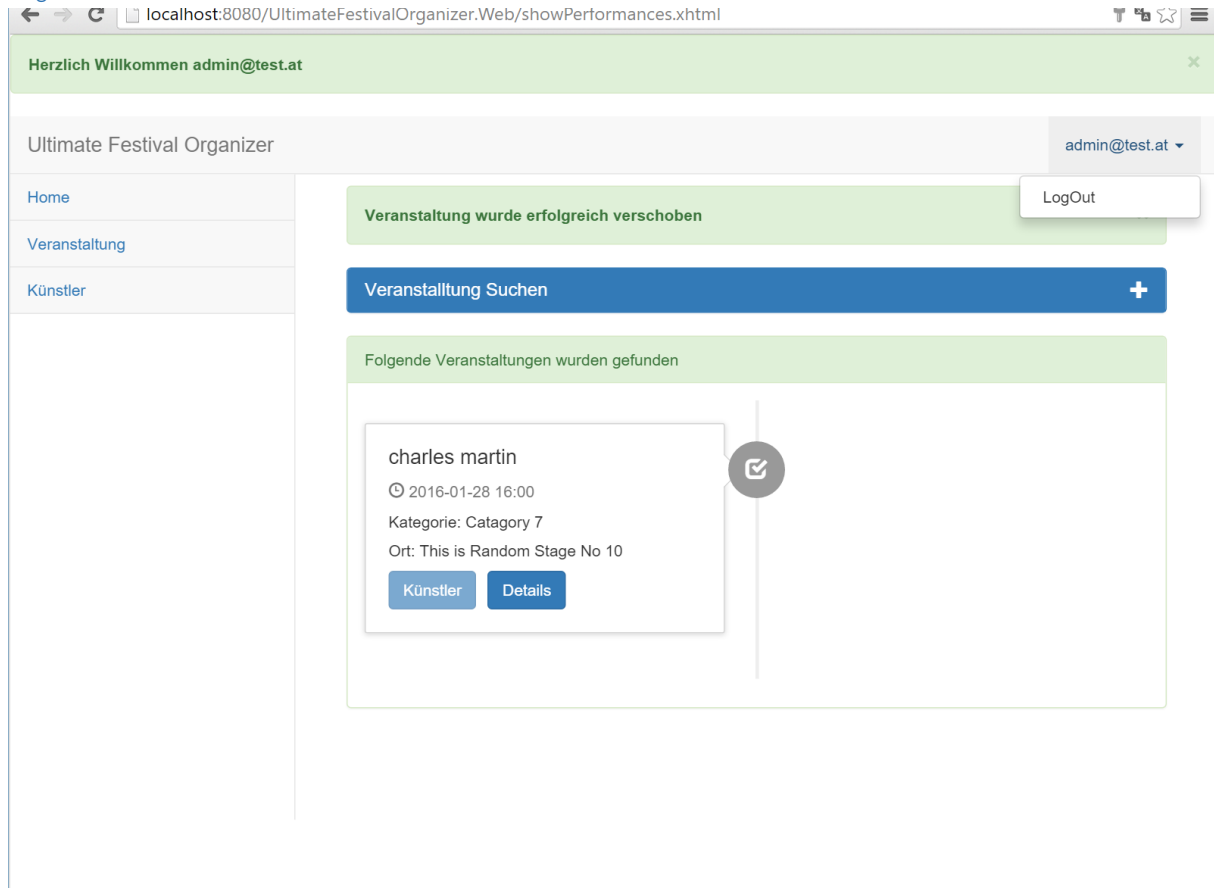 localhost:8080/UltimateFestivalOrganizer.Web/showPerformances.xhtml
Herzlich Willkommen admin@test.at
×
Ultimate Festival Organizer
admin@test.at
Home
LogOut
Veranstaltung wurde erfolgreich verschoben
Veranstaltung
Künstler
Veranstalltung Suchen
Folgende Veranstaltungen wurden gefunden
charles martin
2016-01-28 16:00
Kategorie: Catagory 7
Ort: This is Random Stage No 10
Künstler
Details